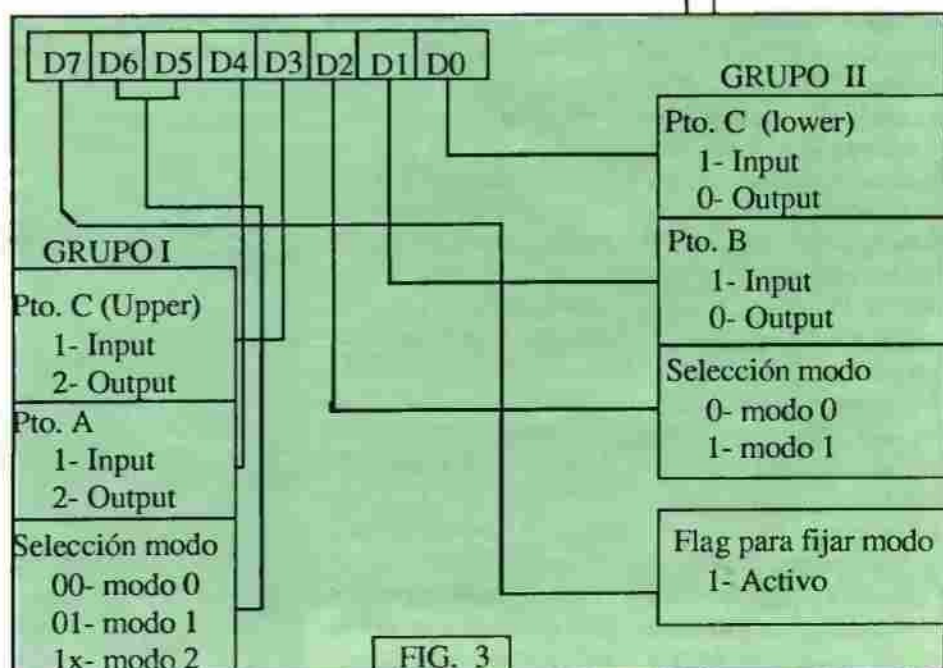 D7 D6 D5 D4 D3 D2 D1 D0
GRUPO I
Pto. C (Upper)
1- Input
2- Output
Pto. A
1- Input
2- Output
Selección modo
00- modo 0
01- modo 1
1x- modo 2
GRUPO II
Pto. C (lower)
1- Input
0- Output
Pto. B
1- Input
0- Output
Selección modo
0- modo 0
1- modo 1
Flag para fijar modo
1- Activo
FIG. 3